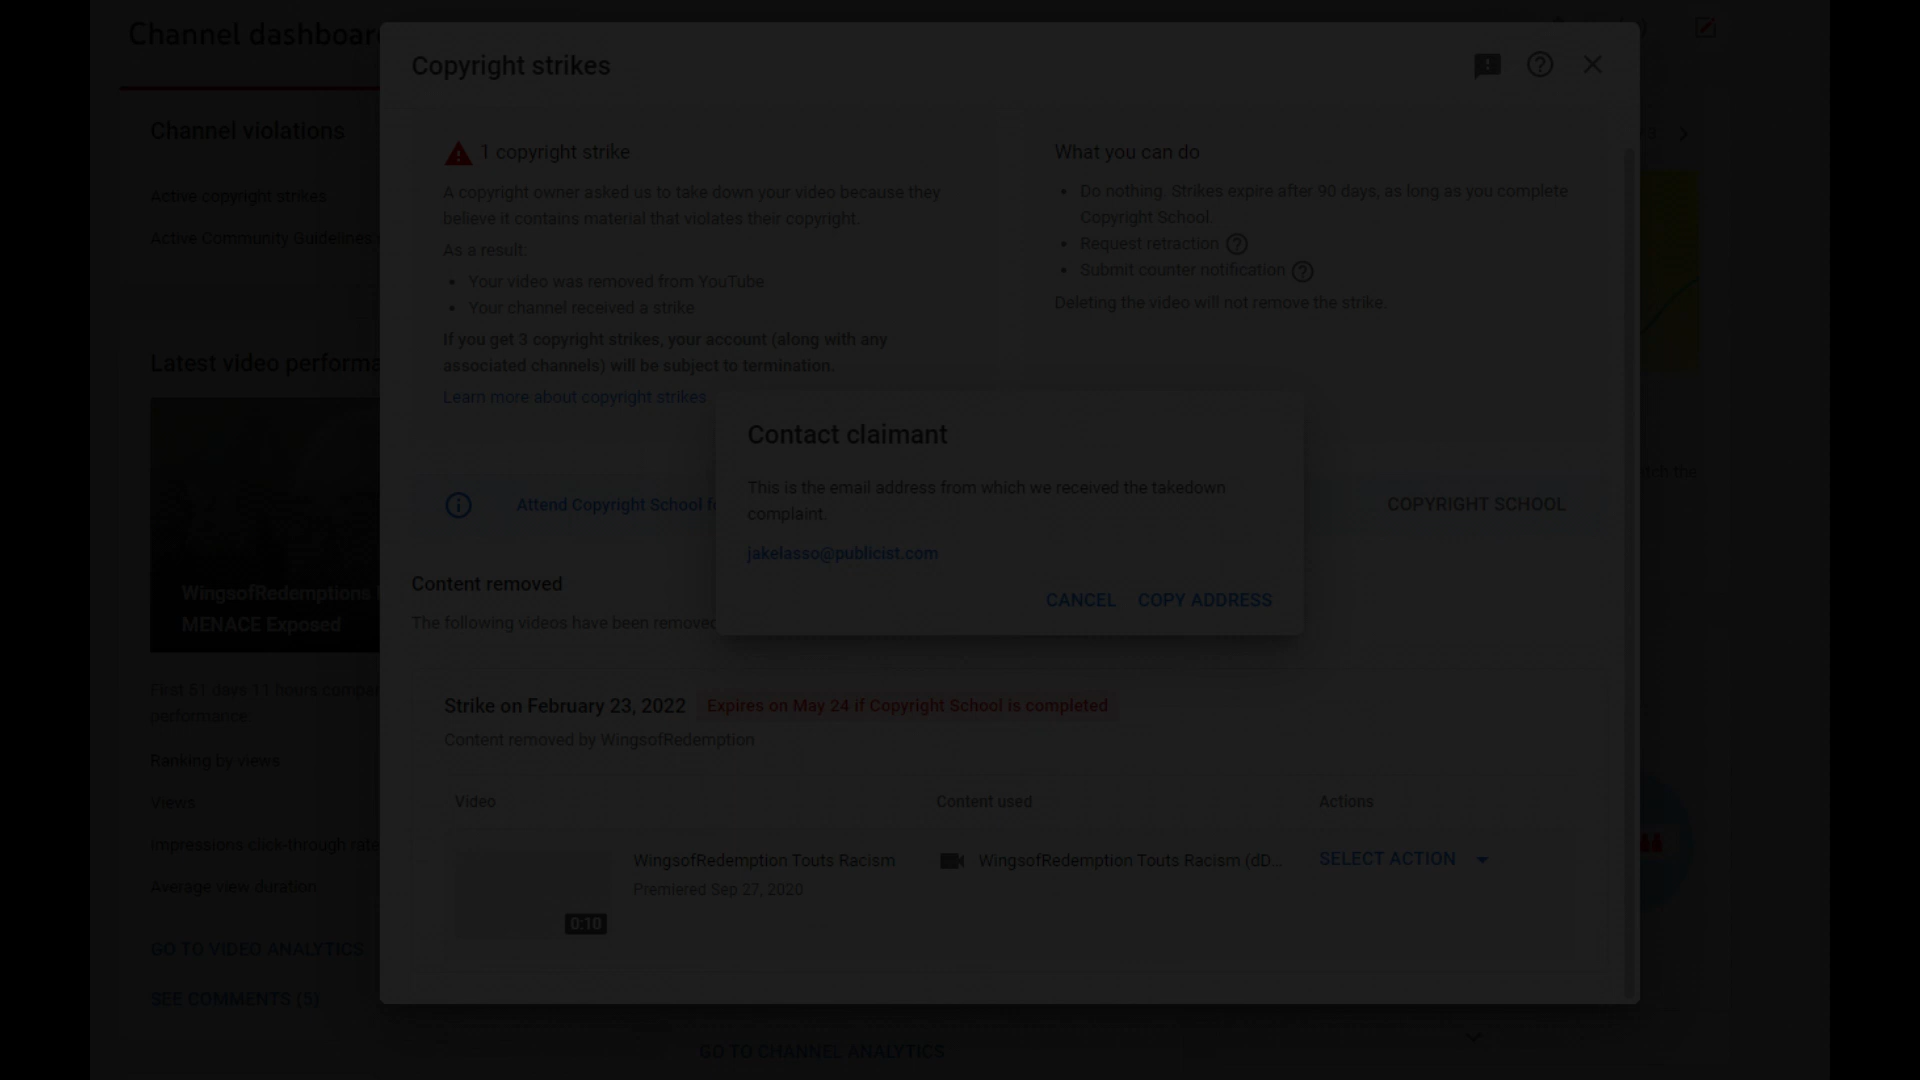 Channel dashboar
Copyright strikes
Channel violations
Active copyright strikes
Active Community Guidelines
1 copyright strike
A copyright owner asked us to take down your video because they
believe it contains material that violates their copyright.
As a result:
• Your video was removed from YouTube
• Your channel received a strike
If you get 3 copyright strikes, your account (along with any
associated channels) will be subject to termination.
Learn more about copyright strikes
What you can do
• Do nothing. Strikes expire after 90 days, as long as you complete
Copyright School.
• Request retraction
• Submit counter notification
Deleting the video will not remove the strike.
Latest video performa
WingsofRedemptions
MENACE Exposed
Attend Copyright School f
COPYRIGHT SCHOOL
tch the
Contact claimant
This is the email address from which we received the takedown
complaint.
jakelasso@publicist.com
CANCEL COPY ADDRESS
Content removed
The following videos have been removed
First 51 days 11 hours compar
performance
Ranking by views
Views
Impressions click-through rate
Average view duration
GO TO VIDEO ANALYTICS
SEE COMMENTS (5)
Strike on February 23, 2022 Expires on May 24 if Copyright School is completed
Content removed by WingsofRedemption
Video Content used Actions
WingsofRedemption Touts Racism
Premiered Sep 27, 2020
0:10
WingsofRedemption Touts Racism (dD...
SELECT ACTION
GO TO CHANNEL ANALYTICS